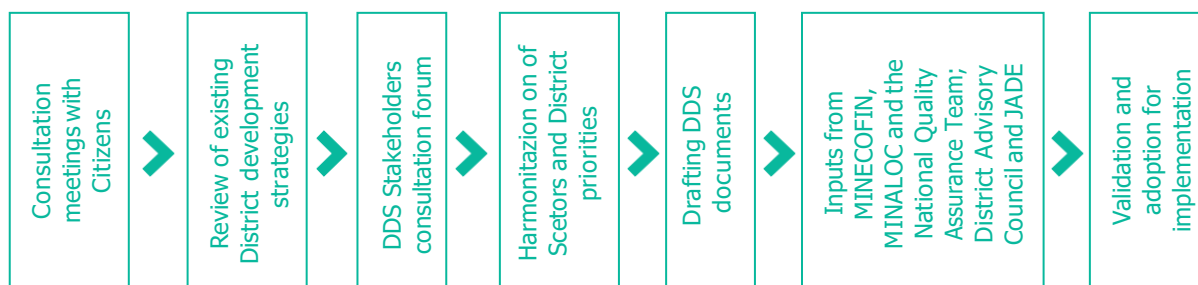 Consultation
meetings with
Citizens
Review of existing
District development
strategies
DDS Stakeholders
consultation forum
Harmonitazion on of
Scetors and District
priorities
Drafting DDS
documents
Inputs from
MINECOFIN,
MINALOC and the
National Quality
Assurance Team;
District Advisory
Council and JADE
Validation and
adoption for
implementation